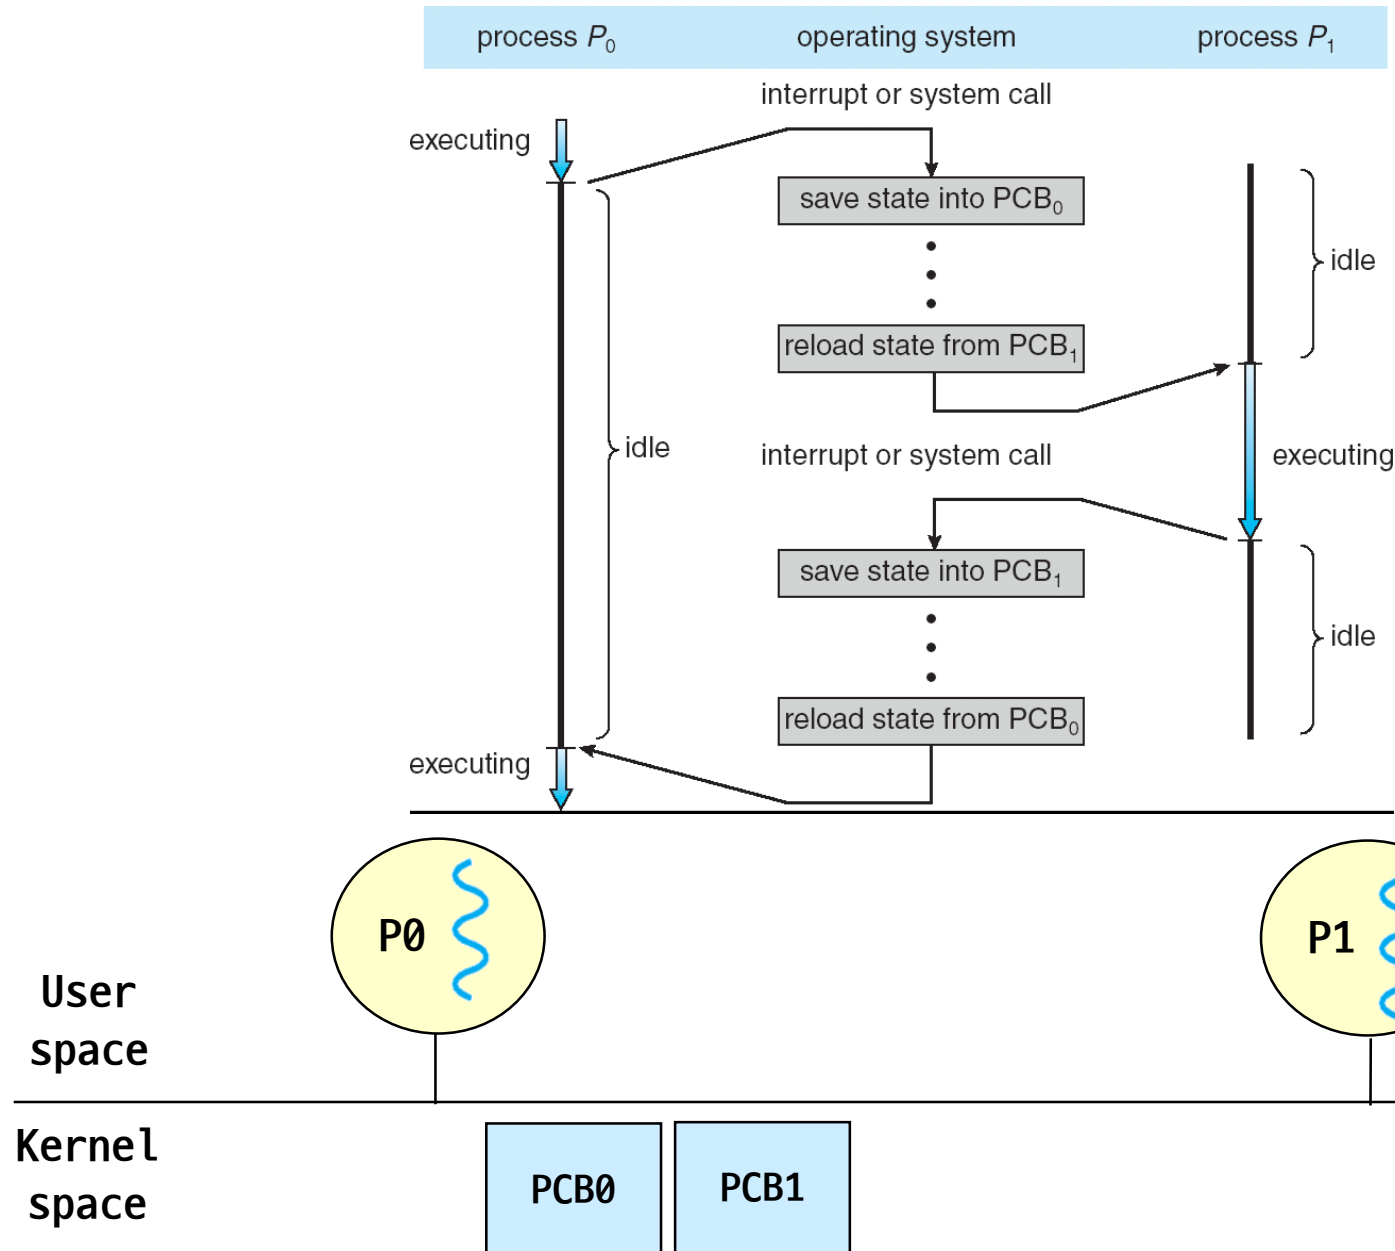 process P0 operating system process P1
interrupt or system call
executing
save state into PCB0
idle
reload state from PCB1
idle
interrupt or system call
executing
save state into PCB1
idle
reload state from PCB0
executing
P0
P1
User
space
Kernel
space
PCB0
PCB1